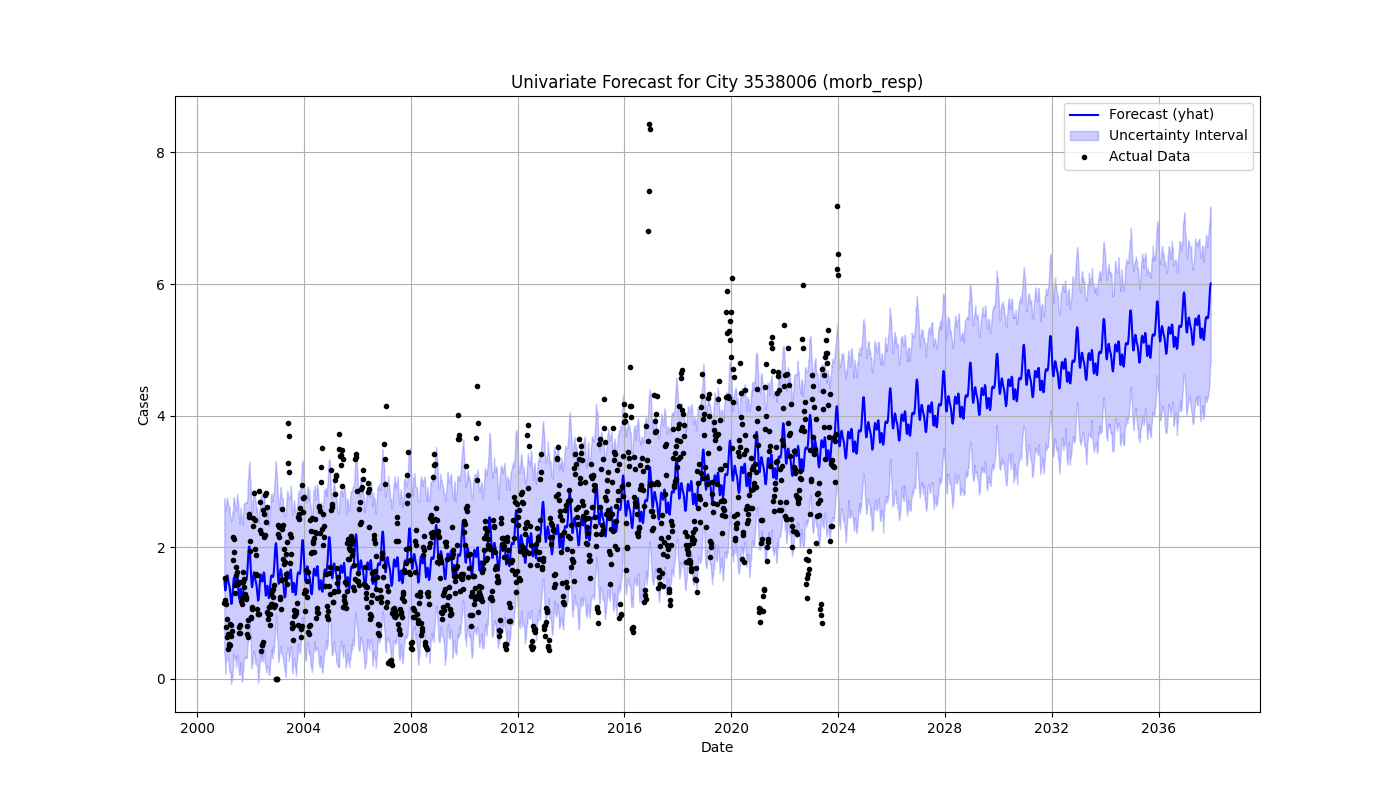 Univariate Forecast for City 3538006 (morb_resp)
Forecast (yhat)
Uncertainty Interval
Actual Data
Cases
8
6
4
2
0
2000 2004 2008 2012 2016 2020 2024 2028 2032 2036
Date